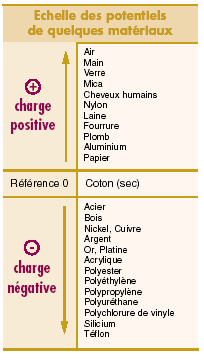 Echelle des potentiels
de quelques matériaux
+
charge
positive
Air
Main
Verre
Mica
Cheveux humains
Nylon
Laine
Fourrure
Plomb
Aluminium
Papier
Référence 0
Coton (sec)
-
charge
négative
Acier
Bois
Nickel, Cuivre
Argent
Or, Platine
Acrylique
Polyester
Polyéthylène
Polypropylène
Polyuréthane
Polychlorure de vinyle
Silicium
Téflon